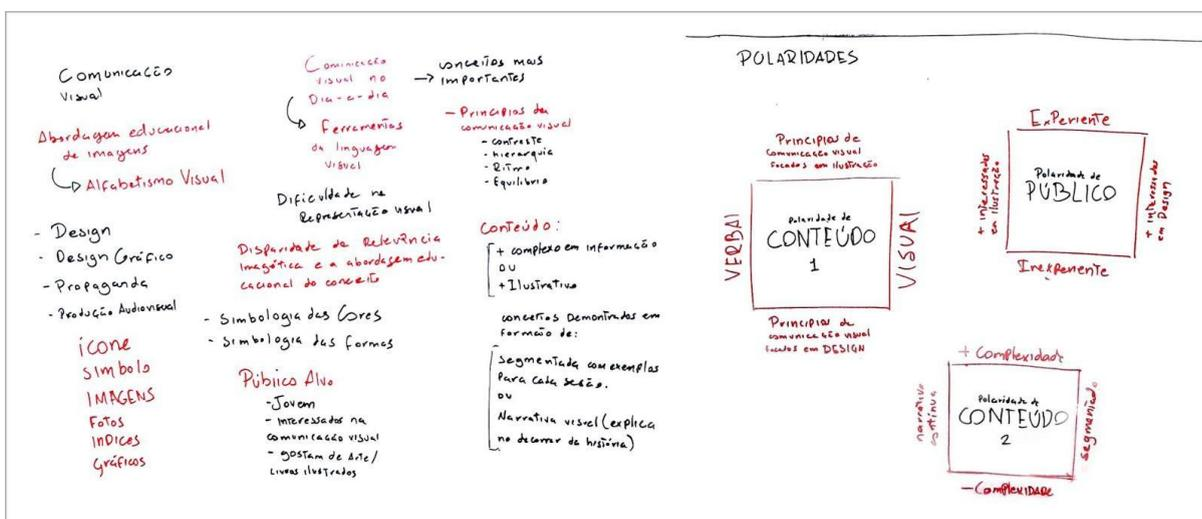 Comunicação
Visual
Abordagem educacional
de imagens
Alfabetismo Visual
- Design
- Design Gráfico
- Propaganda
- Produção Audiovisual
ícone
símbolo
IMAGENS
Fotos
INDICES
Gráficos
Cominicação
visual no
Dia-a-dia
Ferramentas
da linguagem
visual
Dificuldade na
Representação visual
Disparidade da Relevância
Imagética e a abordagem edu-
cacional do conceito
- Simbologia das Cores
- Simbologia das Formas
Público Alvo
- Jovem
- Interessados na
comunicação visual
- gostam de Arte/
Livros ilustrados
conceitos mais
importantes
- Princípios da
comunicação visual
- contraste
- hierarquia
- Ritmo
- Equilíbrio
Conteúdo:
+ complexo em informação
OU
+ Ilustrativo
conceitos Demontrados em
formato de:
Segmentada com exemplos
Para cada sesão.
OU
Narrativa visual (explica
no decorrer da história)
POLARIDADES
Princípios de
comunicação visual
focados em ilustração
VERBAL
Polaridade de
CONTEÚDO
1
VISUAL
Princípios de
comunicação visual
focados em DESIGN
Experiente
+ interessados
em ilustração
Polaridade de
PÚBLICO
+ interessados
em Design
Inexperiente
+ Complexidade
narrativa
contínua
Polaridade de
CONTEÚDO
2
segmentado
- Complexidade